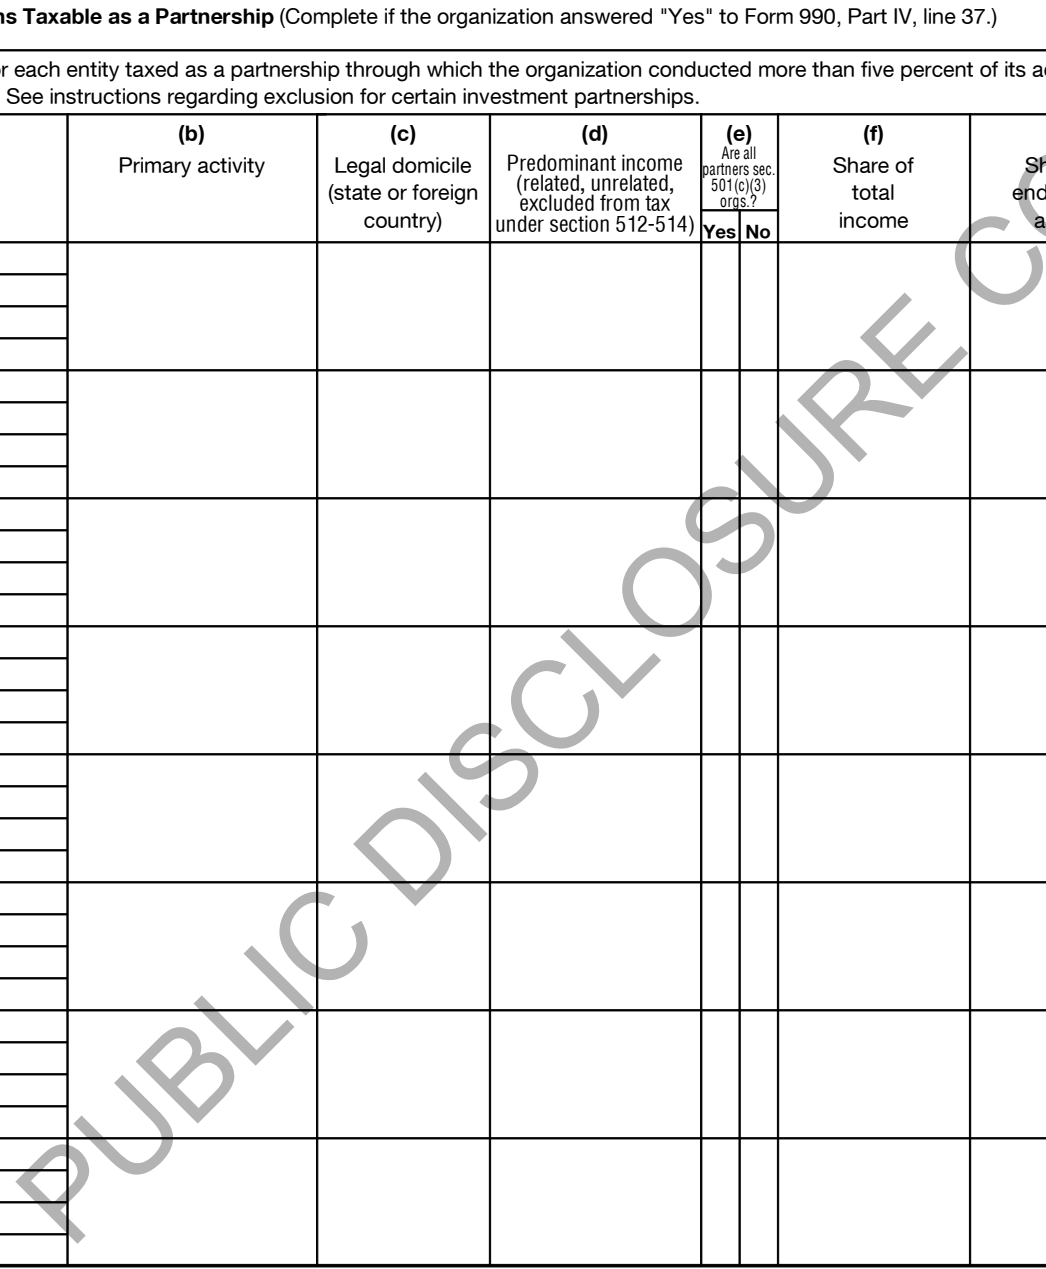 ns Taxable as a Partnership (Complete if the organization answered "Yes" to Form 990, Part IV, line 37.)
r each entity taxed as a partnership through which the organization conducted more than five percent of its a
See instructions regarding exclusion for certain investment partnerships.
(b)
Primary activity
(c)
Legal domicile
(state or foreign
country)
(d)
Predominant income
(related, unrelated,
excluded from tax
under section 512-514)
(e)
Are all
partners sec.
501(c)(3)
orgs.?
Yes No
(f)
Share of
total
income
Sh
end
a
PUBLIC DISCLOSURE CO